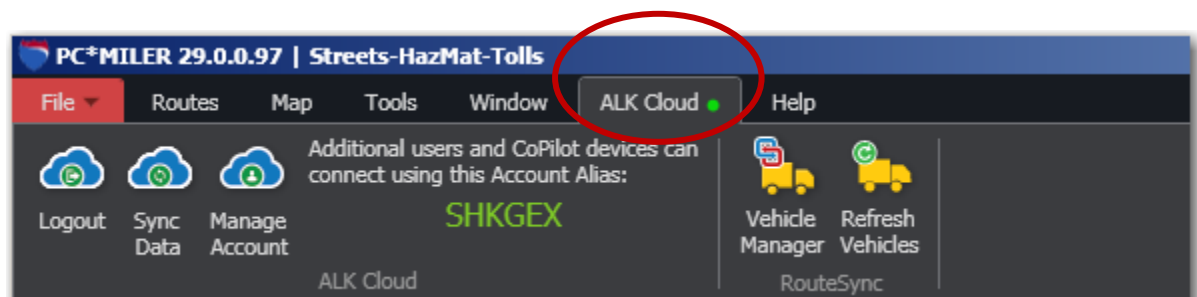 PC*MILER 29.0.0.97 | Streets-HazMat-Tolls
File Routes Map Tools Window ALK Cloud Help
Additional users and CoPilot devices can
connect using this Account Alias:
SHKGEX
Logout Sync Data Manage Account
Vehicle Manager Refresh Vehicles
ALK Cloud RouteSync